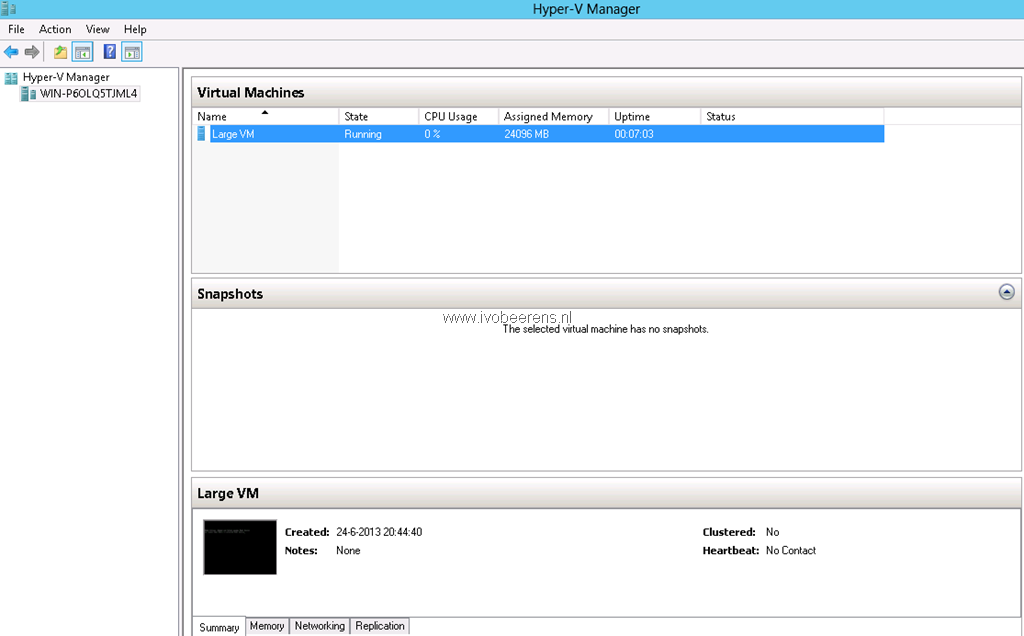 Hyper-V Manager
File Action View Help
Hyper-V Manager
WIN-P6OLQ5TJML4
Virtual Machines
Name State CPU Usage Assigned Memory Uptime Status
Large VM Running 0 % 24096 MB 00:07:03
Snapshots
www.ivobeerens.nl
The selected virtual machine has no snapshots.
Large VM
Created: 24-6-2013 20:44:40 Clustered: No
Notes: None Heartbeat: No Contact
Summary Memory Networking Replication